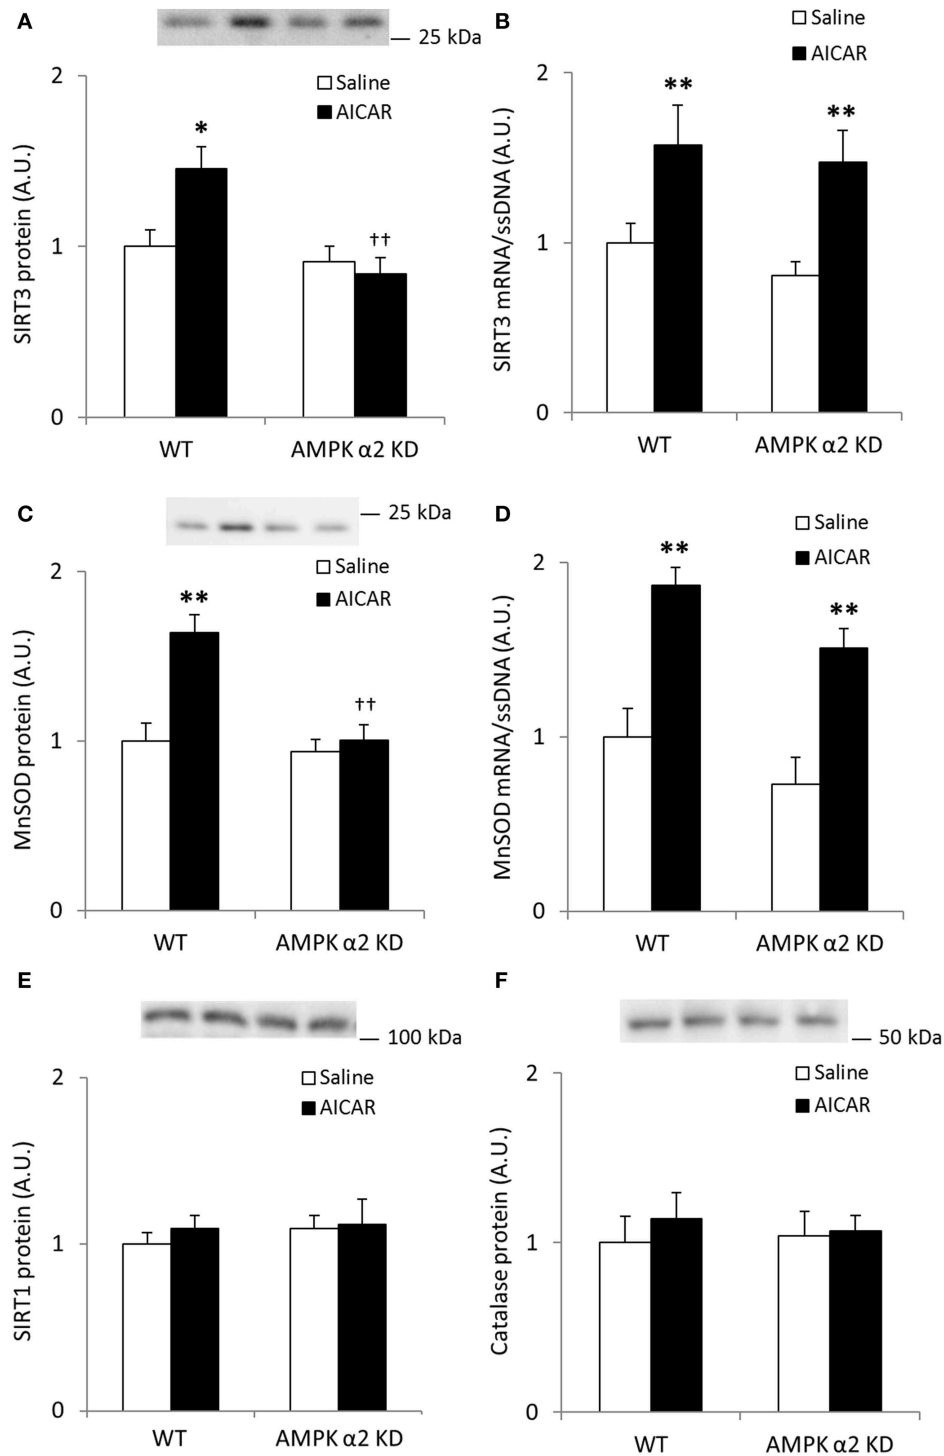 A
— 25 kDa
Saline
AICAR
SIRT3 protein (A.U.)
2
1
0
*
††
WT
AMPK α2 KD
B
Saline
AICAR
SIRT3 mRNA/ssDNA (A.U.)
2
1
0
**
**
WT
AMPK α2 KD
C
— 25 kDa
Saline
AICAR
MnSOD protein (A.U.)
2
1
0
**
††
WT
AMPK α2 KD
D
Saline
AICAR
MnSOD mRNA/ssDNA (A.U.)
2
1
0
**
**
WT
AMPK α2 KD
E
— 100 kDa
Saline
AICAR
SIRT1 protein (A.U.)
2
1
0
WT
AMPK α2 KD
F
— 50 kDa
Saline
AICAR
Catalase protein (A.U.)
2
1
0
WT
AMPK α2 KD